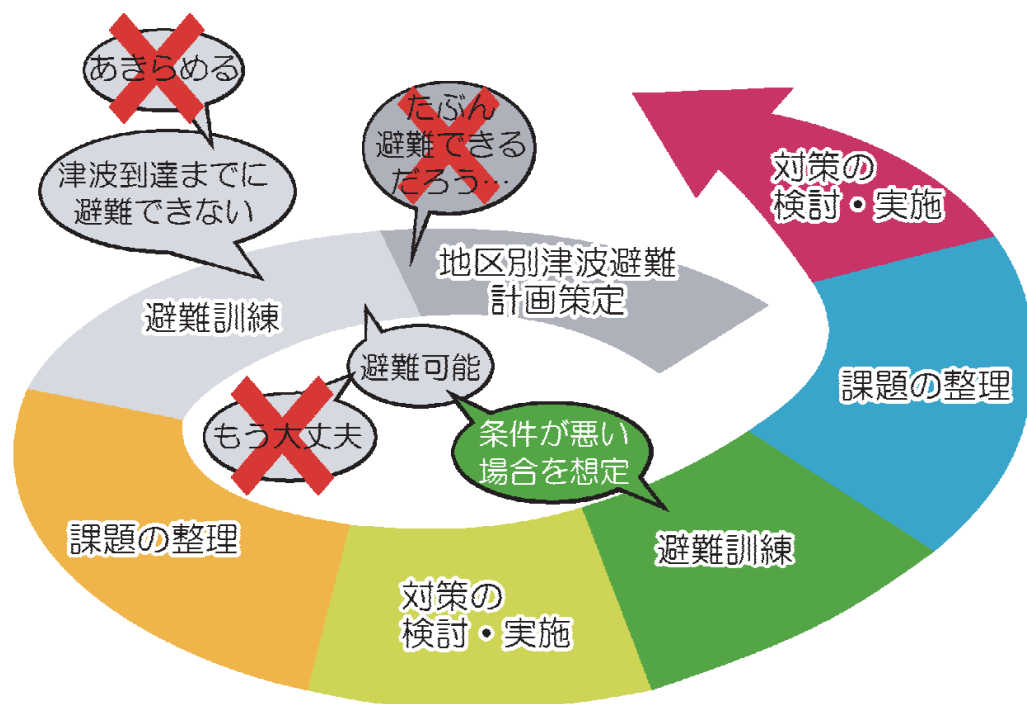 あきらめる
津波到達までに
避難できない
たぶん
避難できる
だろう…
地区別津波避難
計画策定
避難訓練
避難可能
もう大丈夫
条件が悪い
場合を想定
課題の整理
対策の
検討・実施
避難訓練
課題の整理
対策の
検討・実施